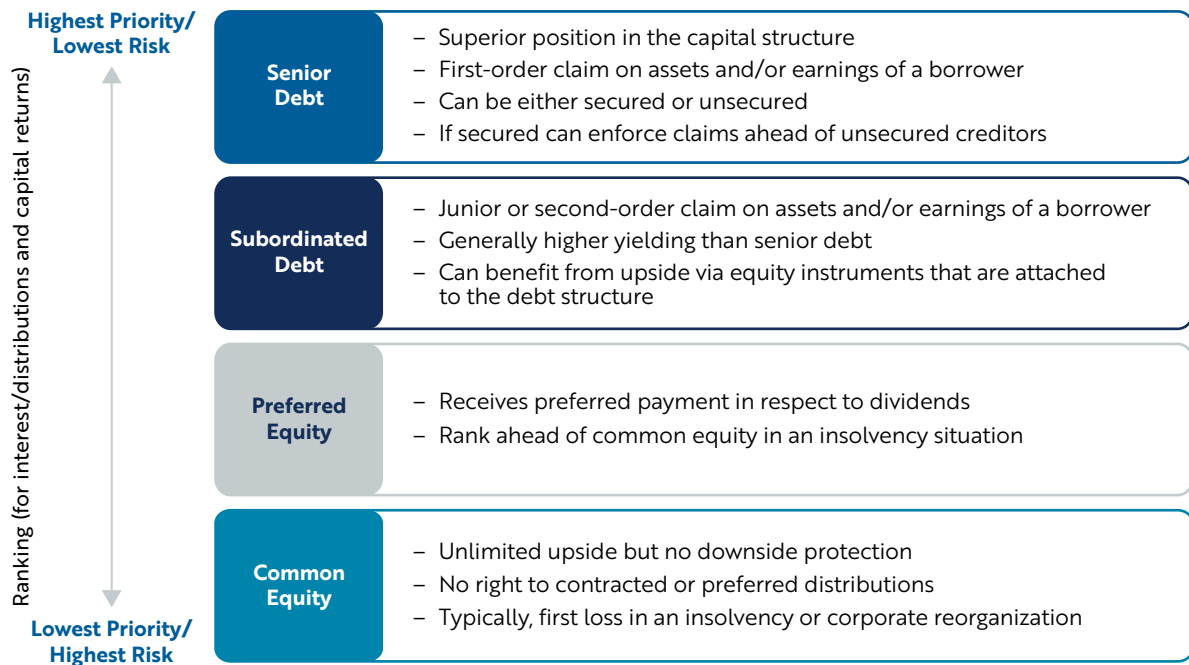 Highest Priority/
Lowest Risk
Ranking (for interest/distributions and capital returns)
Lowest Priority/
Highest Risk
Senior
Debt
– Superior position in the capital structure
– First-order claim on assets and/or earnings of a borrower
– Can be either secured or unsecured
– If secured can enforce claims ahead of unsecured creditors
Subordinated
Debt
– Junior or second-order claim on assets and/or earnings of a borrower
– Generally higher yielding than senior debt
– Can benefit from upside via equity instruments that are attached
to the debt structure
Preferred
Equity
– Receives preferred payment in respect to dividends
– Rank ahead of common equity in an insolvency situation
Common
Equity
– Unlimited upside but no downside protection
– No right to contracted or preferred distributions
– Typically, first loss in an insolvency or corporate reorganization